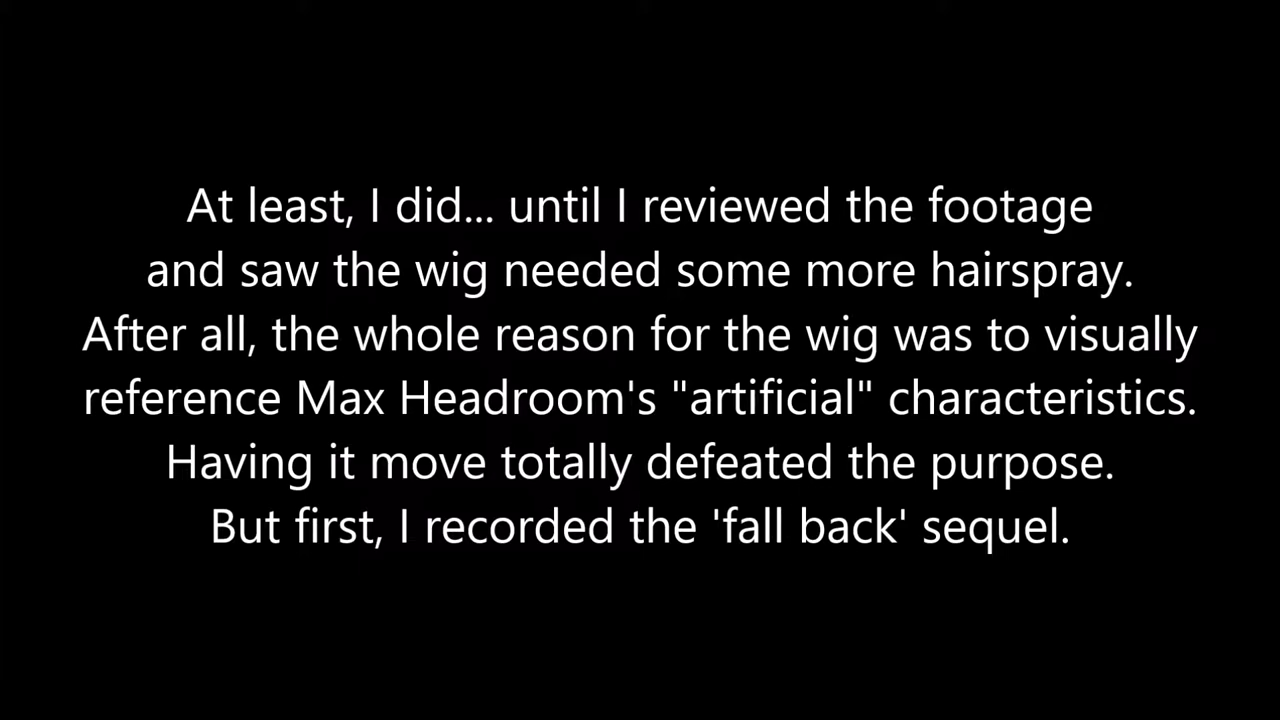 At least, I did... until I reviewed the footage
and saw the wig needed some more hairspray.
After all, the whole reason for the wig was to visually
reference Max Headroom's "artificial" characteristics.
Having it move totally defeated the purpose.
But first, I recorded the 'fall back' sequel.